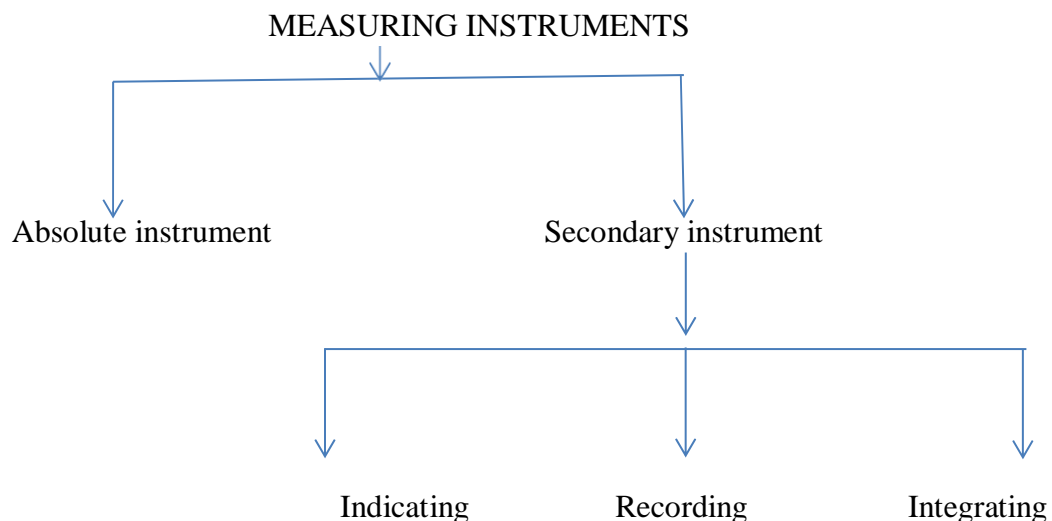 MEASURING INSTRUMENTS
Absolute instrument Secondary instrument
Indicating Recording Integrating